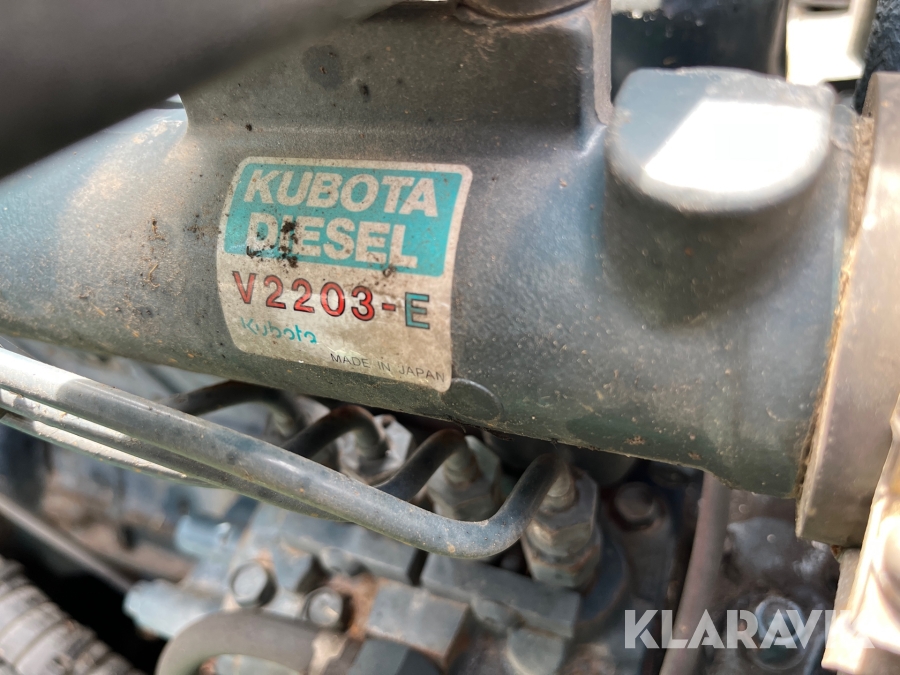 KUBOTA
DIESEL
V2203-E
Kubota
MADE IN JAPAN
KLARAVIK